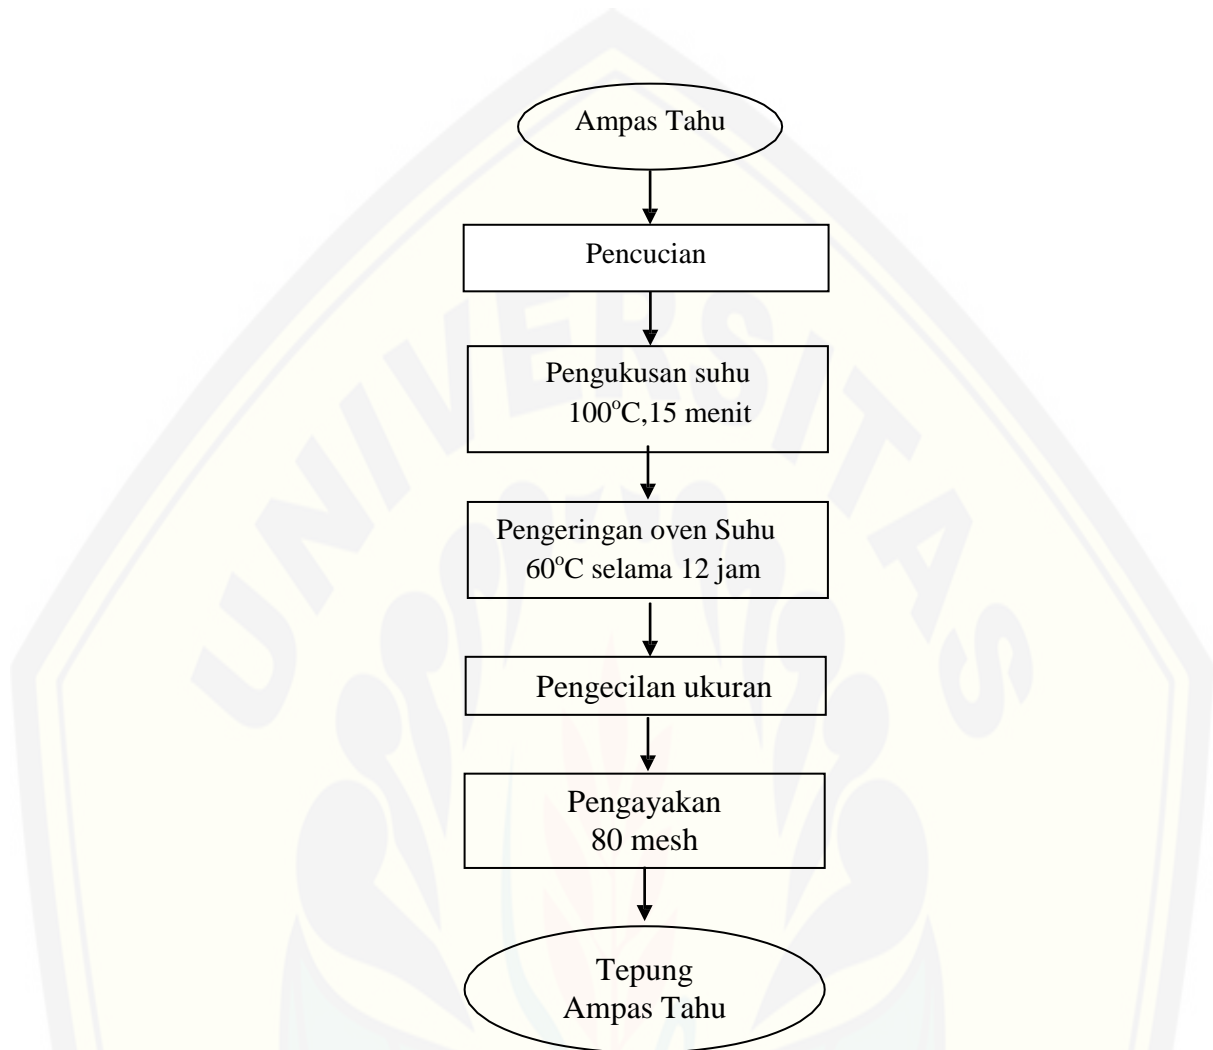 UNIVERSITAS
Ampas Tahu
Pencucian
Pengukusan suhu
100°C,15 menit
Pengeringan oven Suhu
60°C selama 12 jam
Pengecilan ukuran
Pengayakan
80 mesh
Tepung
Ampas Tahu